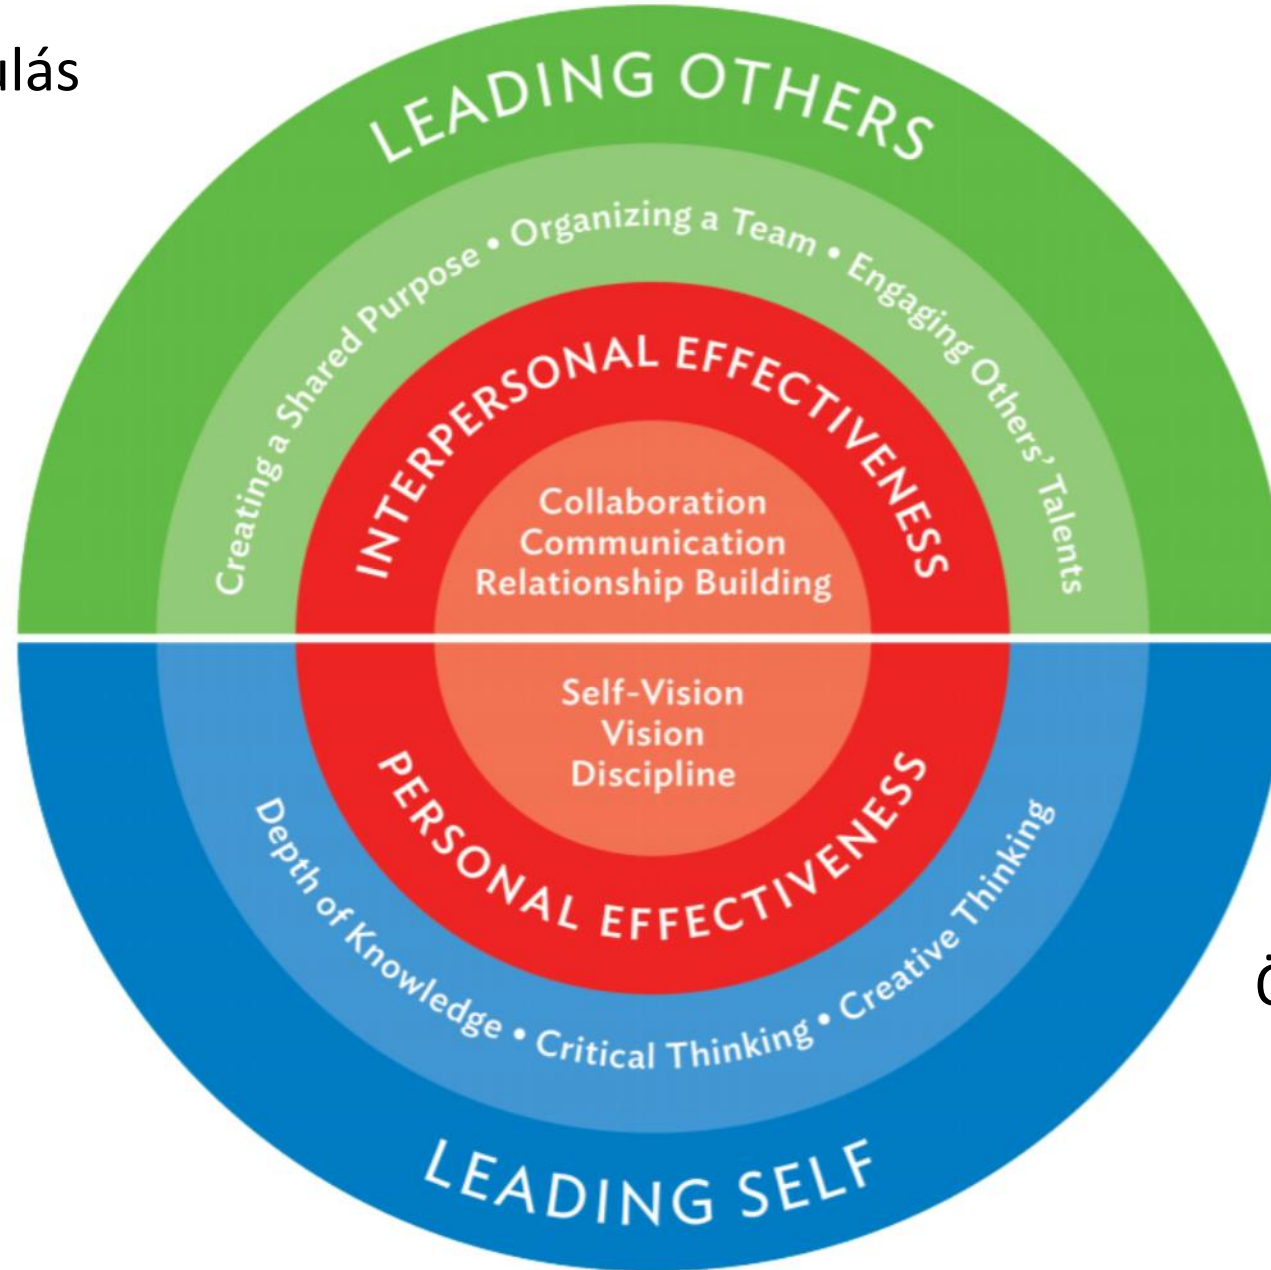 LEADING OTHERS
Creating a Shared Purpose • Organizing a Team • Engaging Others' Talents
INTERPERSONAL EFFECTIVENESS
Collaboration
Communication
Relationship Building
Self-Vision
Vision
Discipline
PERSONAL EFFECTIVENESS
Depth of Knowledge • Critical Thinking • Creative Thinking
LEADING SELF